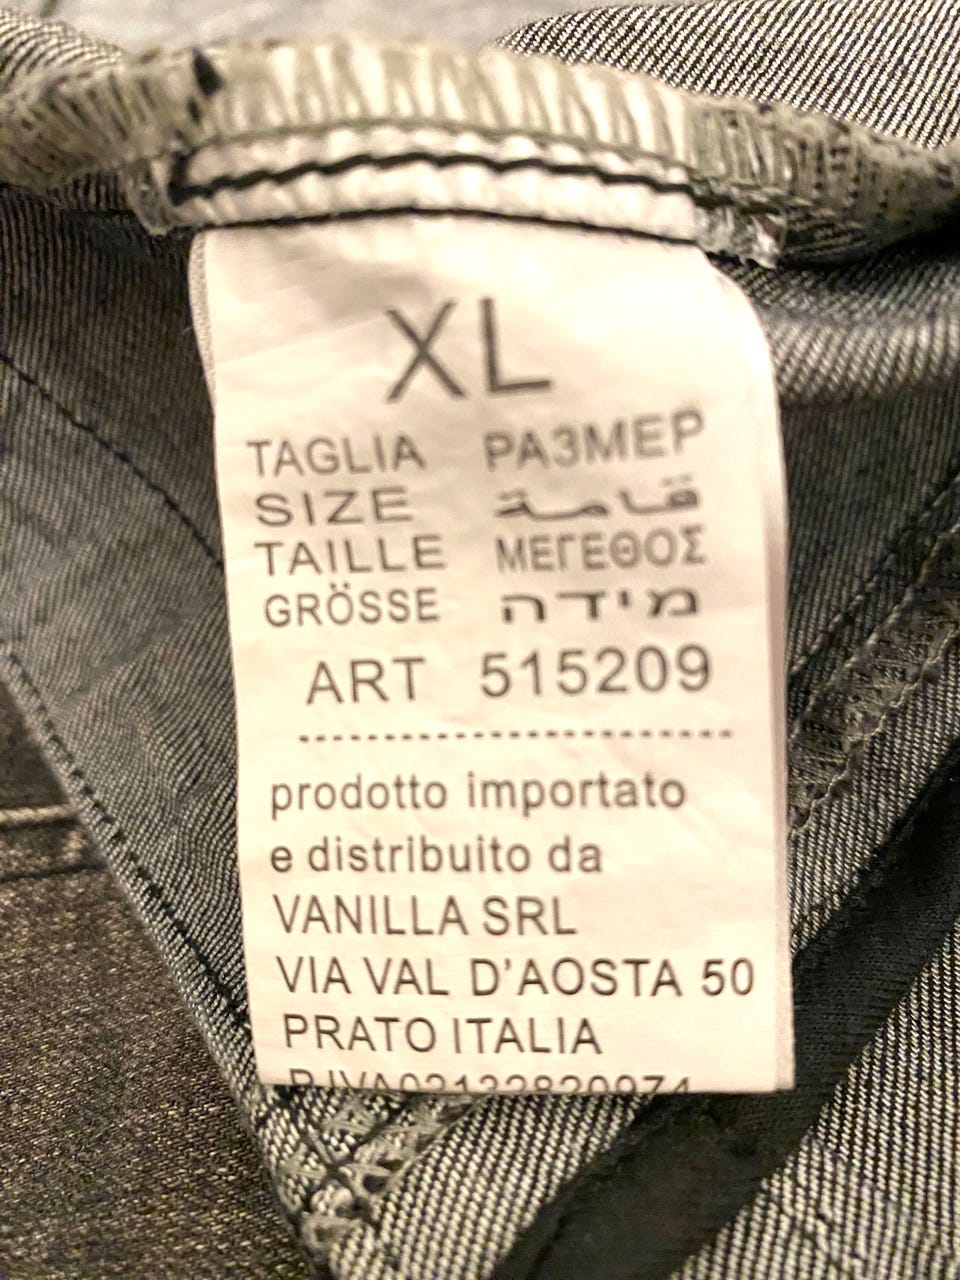 XL
TAGLIA РАЗМЕР
SIZE قامة
TAILLE ΜΕΓΕΘΟΣ
GRÖSSE מידה
ART 515209
prodotto importato
e distribuito da
VANILLA SRL
VIA VAL D'AOSTA 50
PRATO ITALIA
P.IVA02132820974